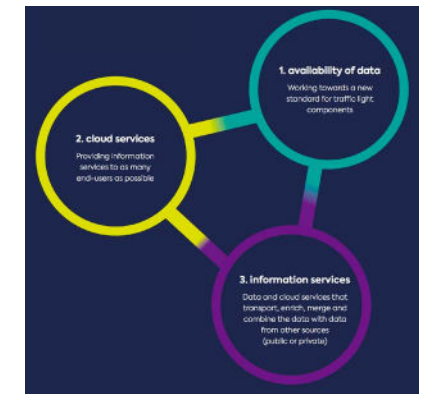 1. availability of data
Working towards a new
standard for traffic light
components
2. cloud services
Providing information
services to as many
end-users as possible
3. information services
Data and cloud services that
transport, enrich, merge and
combine the data with data
from other sources
(public or private)